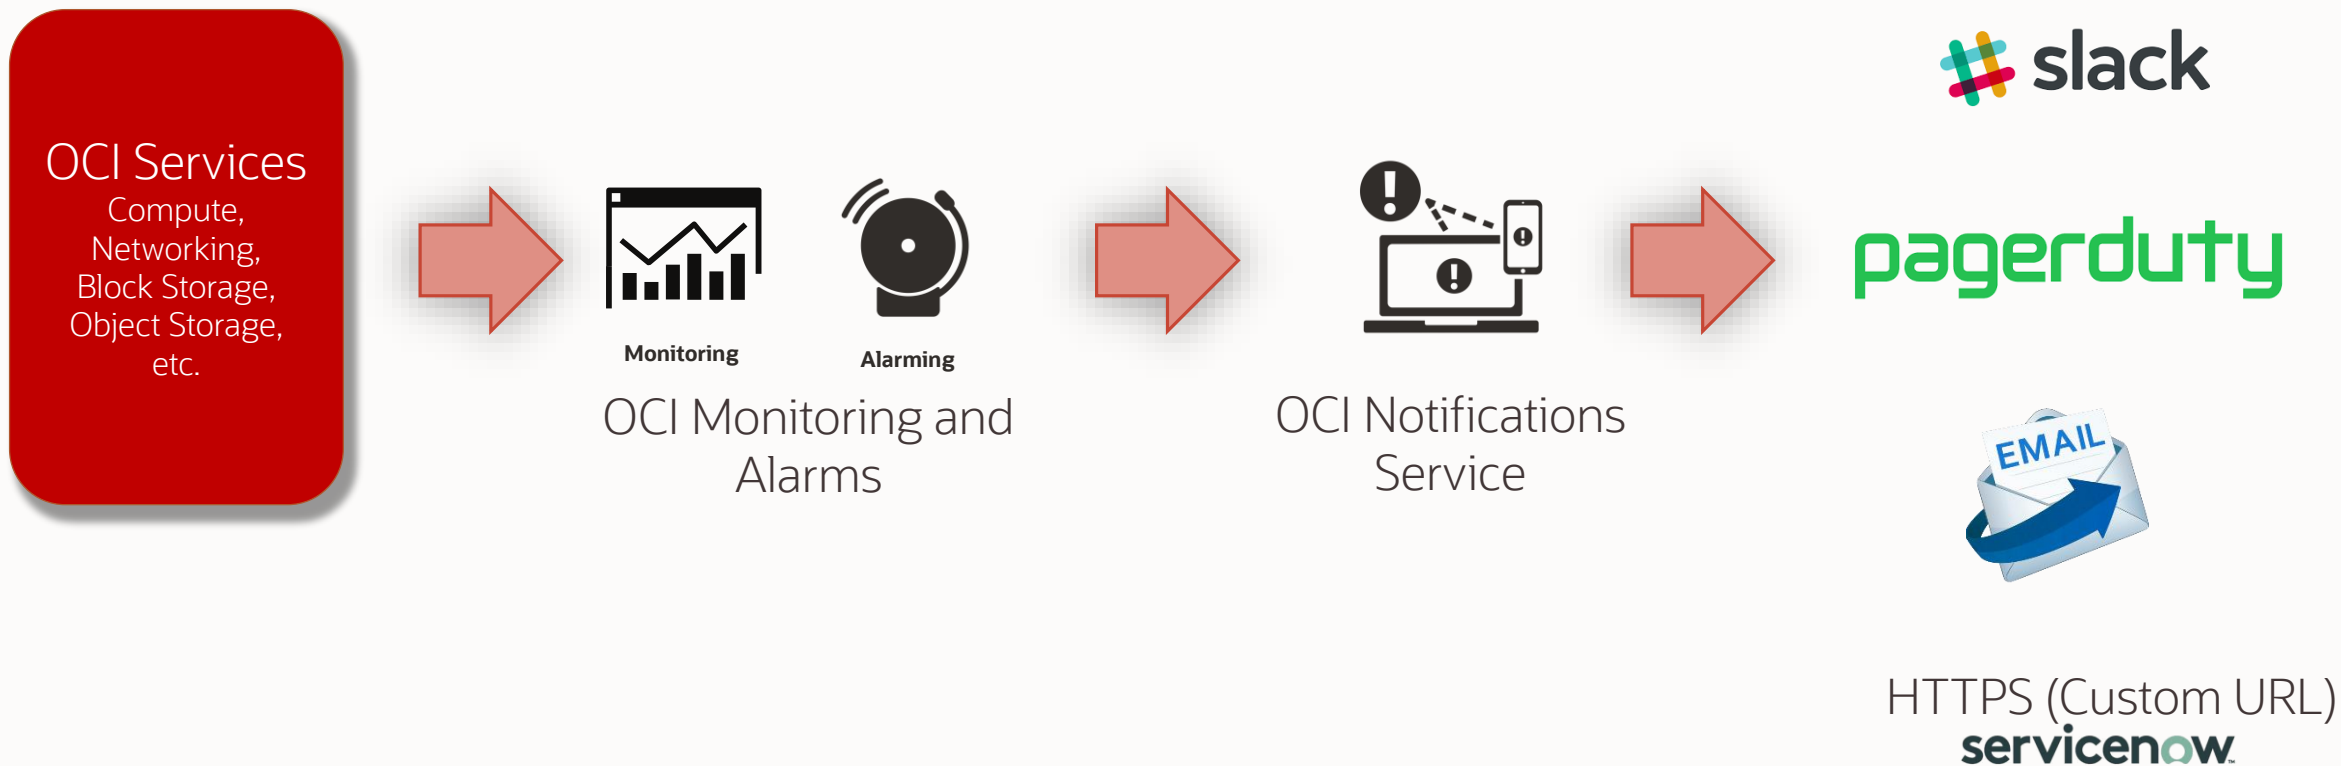 OCI Services
Compute,
Networking,
Block Storage,
Object Storage,
etc.
Monitoring
Alarming
OCI Monitoring and
Alarms
OCI Notifications
Service
slack
pagerduty
EMAIL
HTTPS (Custom URL)
servicenow